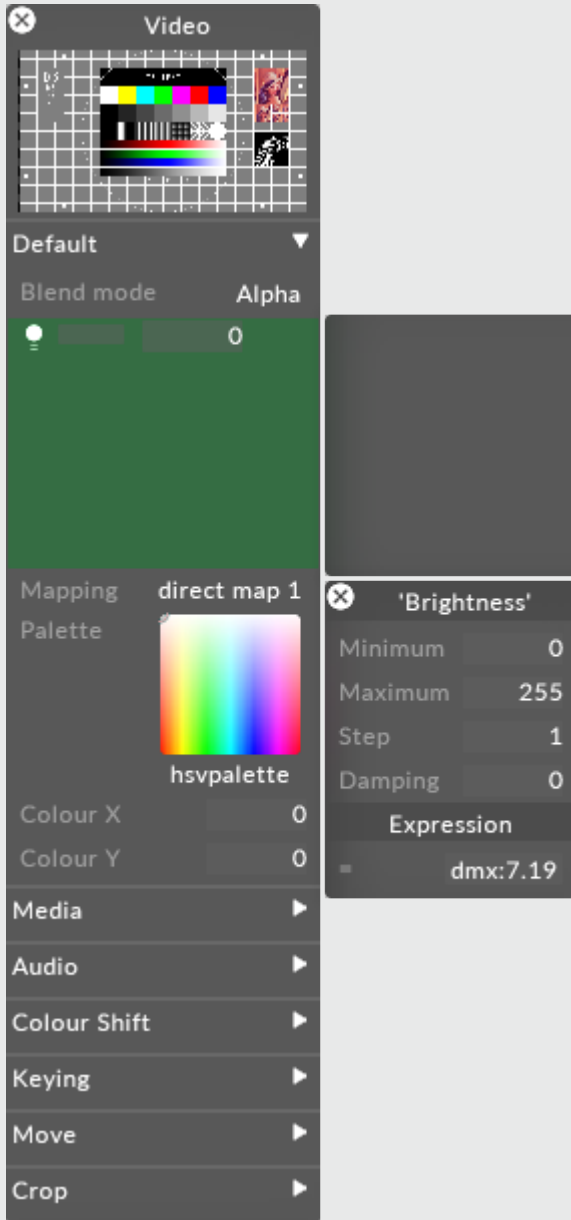 Video
Default
Blend mode Alpha
0
Mapping direct map 1
Palette
hsvpalette
Colour X 0
Colour Y 0
Media
Audio
Colour Shift
Keying
Move
Crop
'Brightness'
Minimum 0
Maximum 255
Step 1
Damping 0
Expression
= dmx:7.19